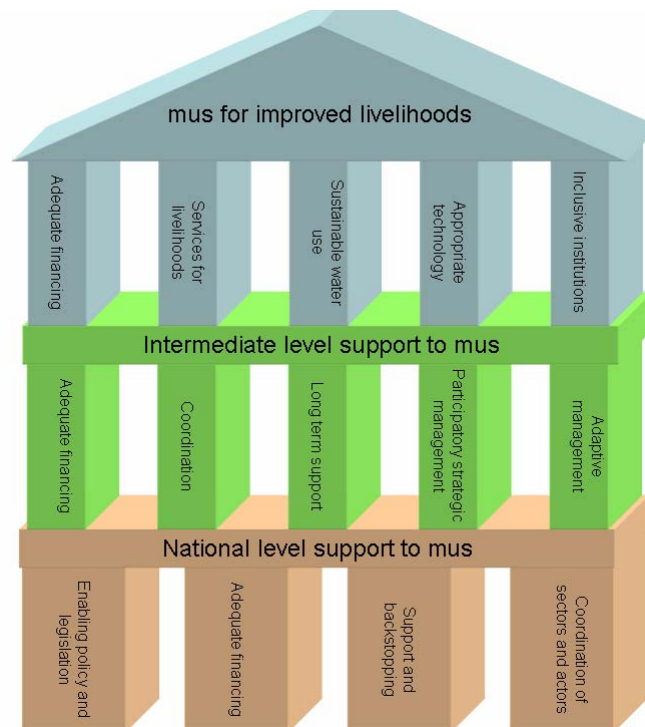 mus for improved livelihoods
Adequate financing
Services for
livelihoods
Sustainable water
use
Appropriate
technology
Inclusive institutions
Intermediate level support to mus
Adequate financing
Coordination
Long term support
Participatory strategic
management
Adaptive
management
National level support to mus
Enabling policy and
legislation
Adequate financing
Support and
backstopping
Coordination of
sectors and actors